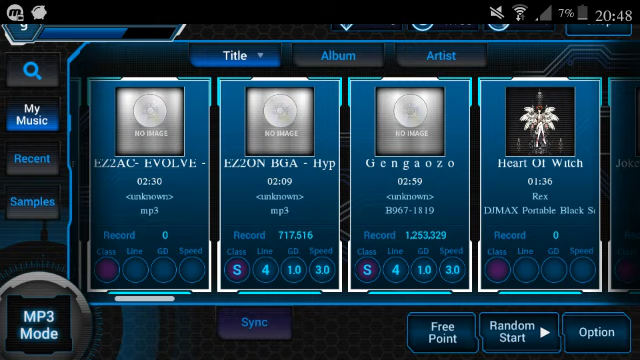 7% 20:48
9
Title Album Artist
My
Music
Recent
Samples
NO IMAGE
EZ2AC- EVOLVE -
02:30
<unknown>
mp3
Record 0
Class Line GD Speed
NO IMAGE
EZ2ON BGA - Hyp
02:09
<unknown>
mp3
Record 717,516
Class Line GD Speed
S 4 1.0 3.0
NO IMAGE
Gengaozo
02:59
<unknown>
B967-1819
Record 1,253,329
Class Line GD Speed
S 4 1.0 3.0
Heart Of Witch
01:36
Rex
DJMAX Portable Black S
Record 0
Class Line GD Speed
Joke
MP3
Mode
Sync
Free
Point
Random
Start
Option